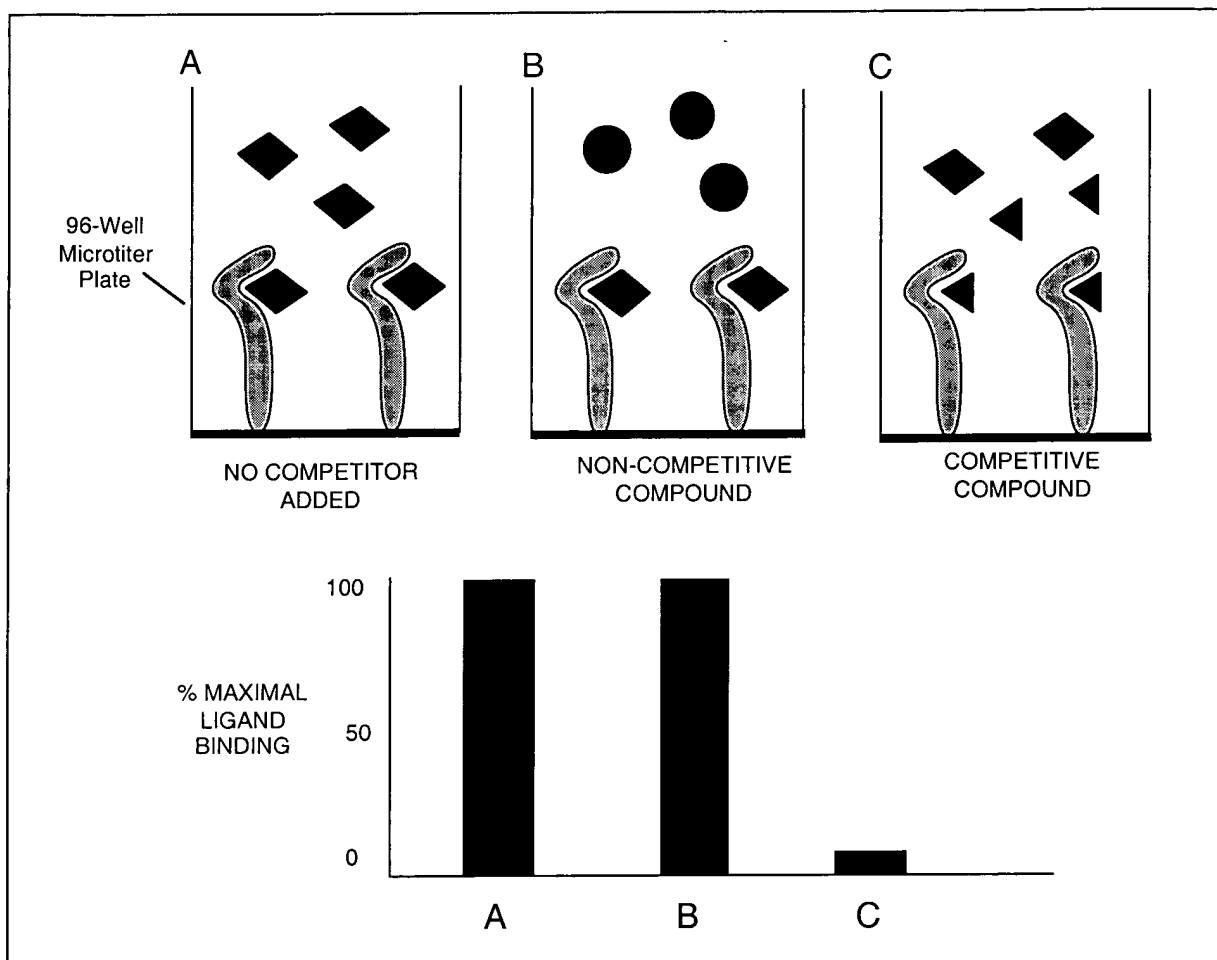 A
B
C
96-Well
Microtiter
Plate
NO COMPETITOR
ADDED
NON-COMPETITIVE
COMPOUND
COMPETITIVE
COMPOUND
100
% MAXIMAL
LIGAND
BINDING
50
0
A
B
C